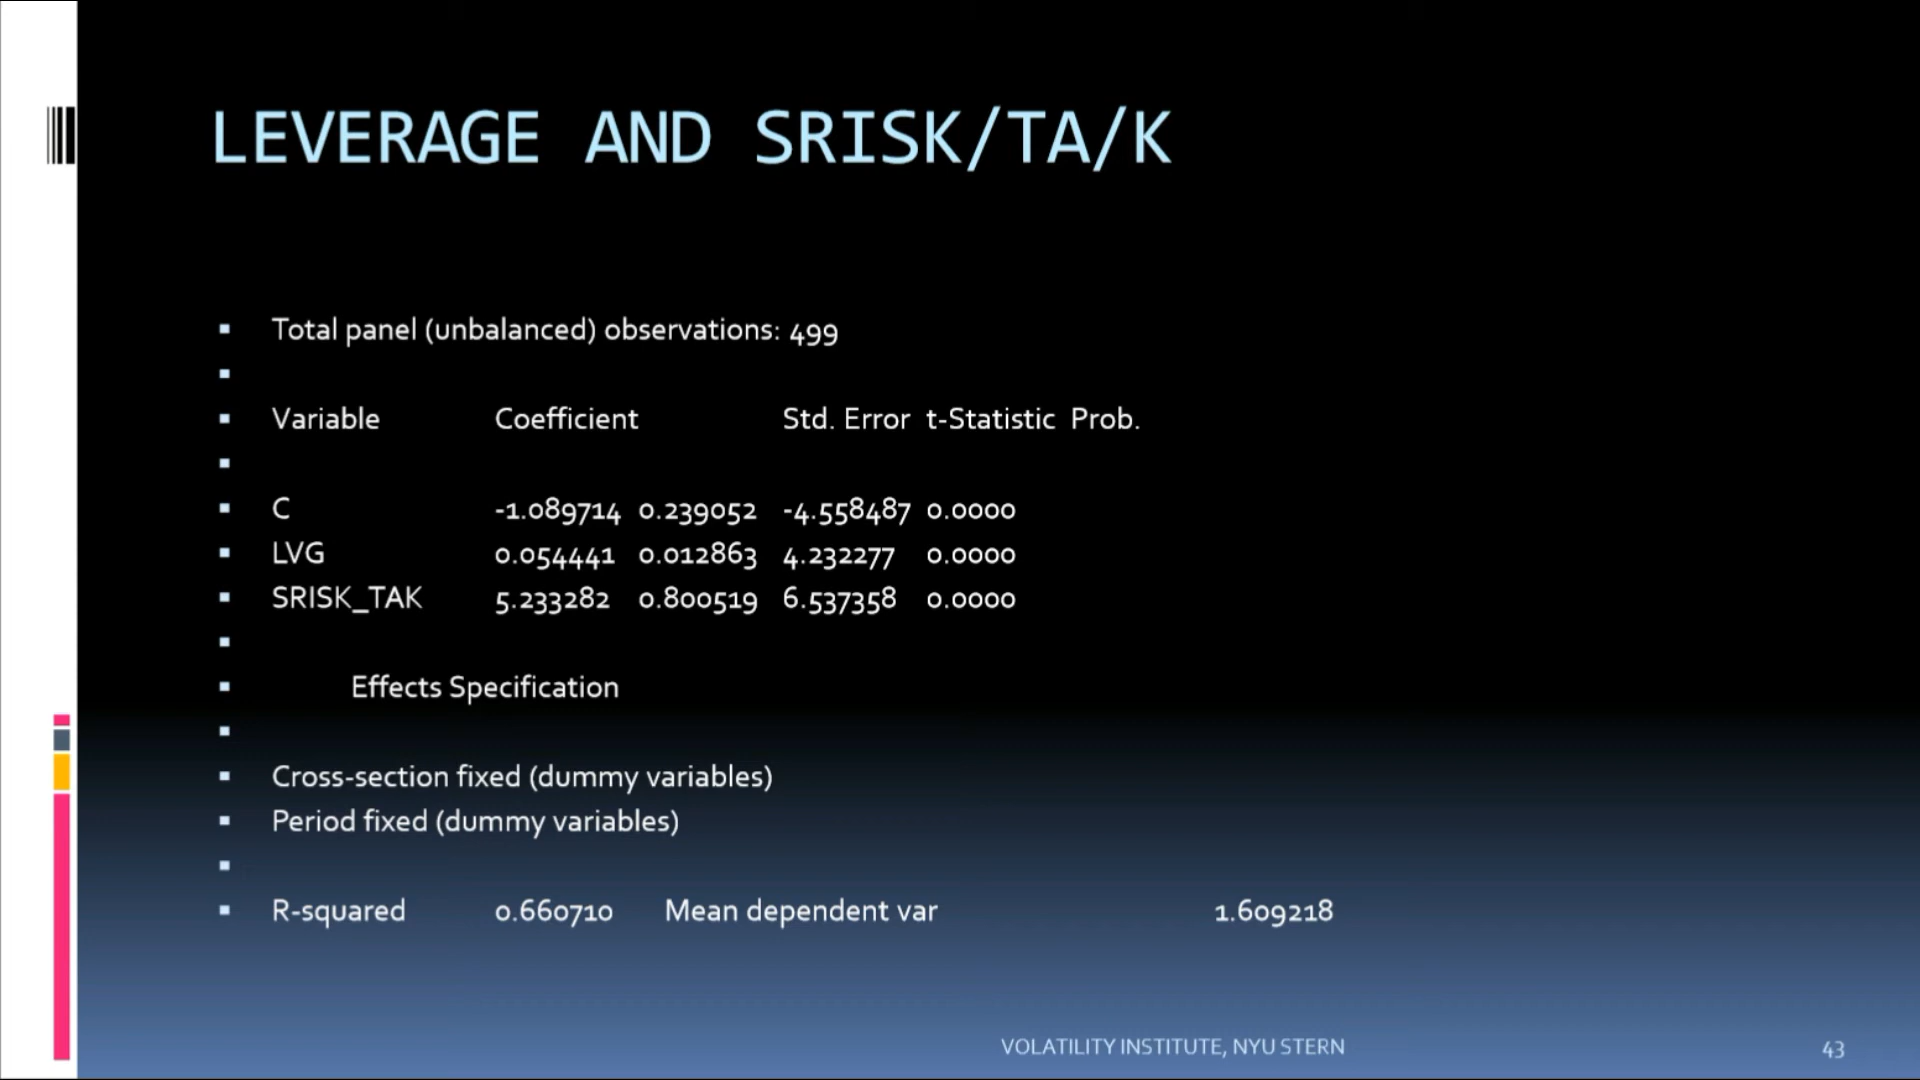 LEVERAGE AND SRISK/TA/K
Total panel (unbalanced) observations: 499
Variable Coefficient Std. Error t-Statistic Prob.
C -1.089714 0.239052 -4.558487 0.0000
LVG 0.054441 0.012863 4.232277 0.0000
SRISK_TAK 5.233282 0.800519 6.537358 0.0000
Effects Specification
Cross-section fixed (dummy variables)
Period fixed (dummy variables)
R-squared 0.660710 Mean dependent var 1.609218
VOLATILITY INSTITUTE, NYU STERN 43